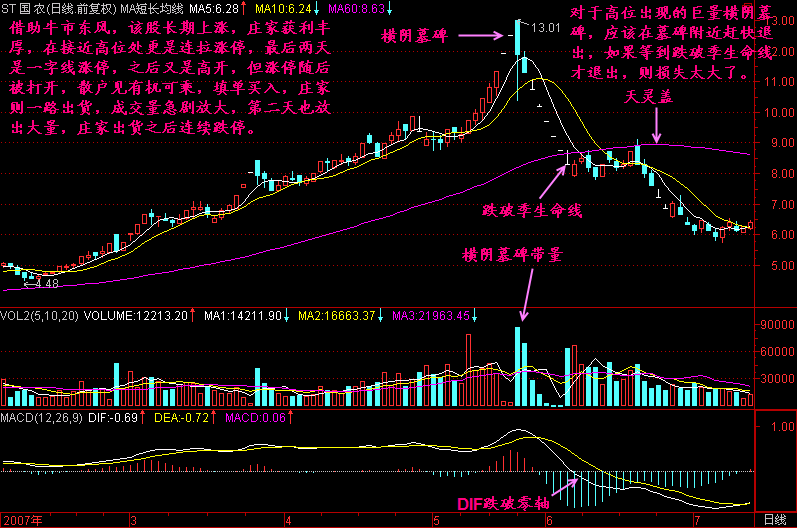 ST 国 农(日线.前复权) MA短长均线 MA5:6.28↑ MA10:6.24↓ MA60:8.63↓
借助牛市东风，该股长期上涨，庄家获利丰
厚，在接近高位处更是连拉涨停，最后两天
是一字线涨停，之后又是高开，但涨停随后
被打开，散户见有机可乘，填单买入，庄家
则一路出货，成交量急剧放大，第二天也放
出大量，庄家出货之后连续跌停。
横阴墓碑
13.01
对于高位出现的巨量横阴墓
碑，应该在墓碑附近赶快退
出，如果等到跌破季生命线
才退出，则损失太大了。
天灵盖
13.00
12.00
11.00
10.00
9.00
8.00
7.00
6.00
5.00
跌破季生命线
4.48
横阴墓碑带量
VOL2(5,10,20) VOLUME:12213.20↑ MA1:14211.90↓ MA2:16663.37↓ MA3:21963.45↓
90000
60000
30000
MACD(12,26,9) DIF:-0.69↑ DEA:-0.72↑ MACD:0.06↑
1.00
DIF跌破零轴
2007年 3 4 5 6 7 日线